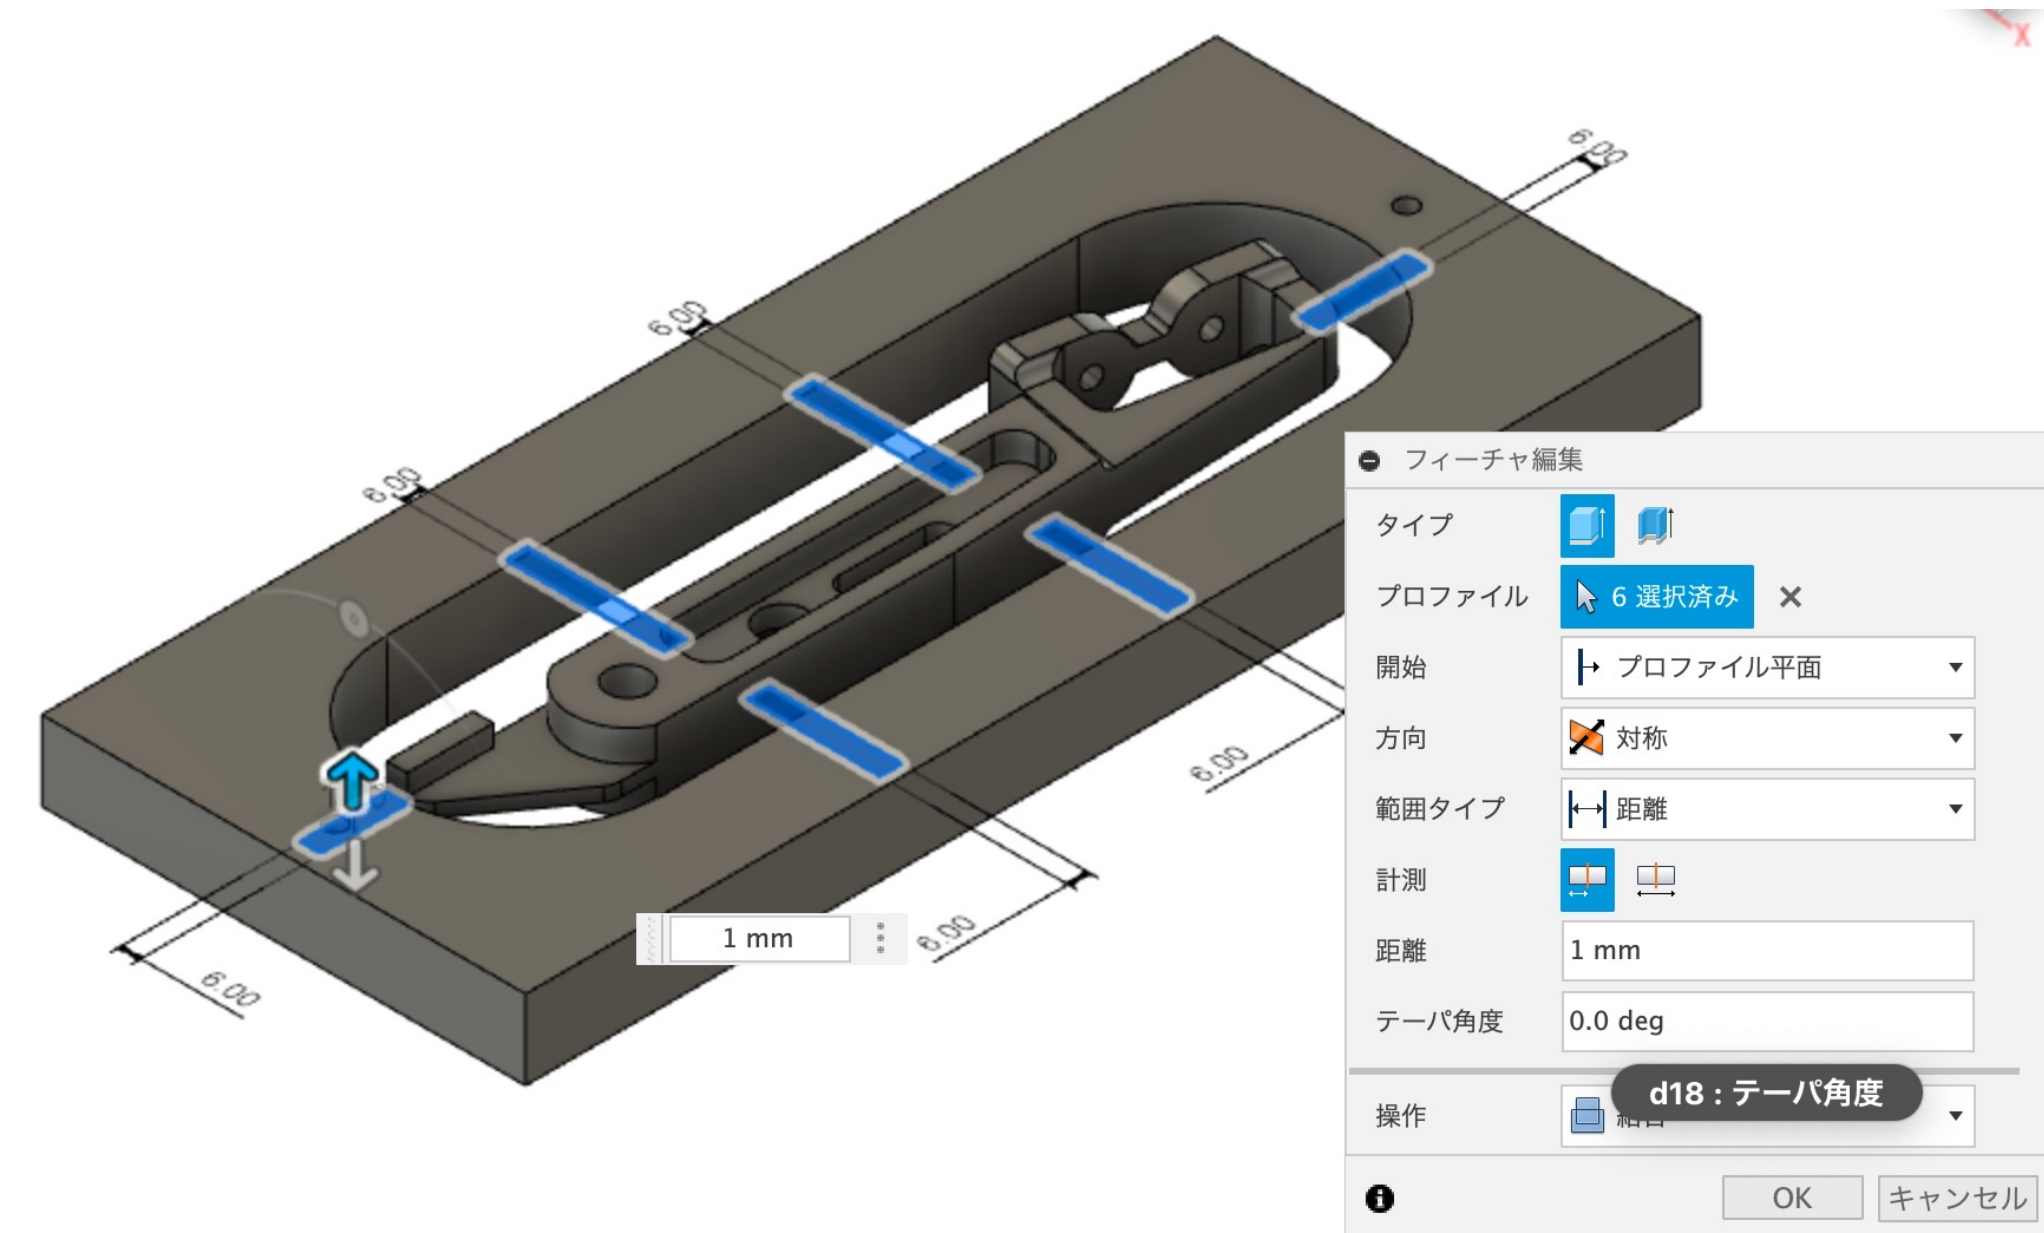 X
6.00
6.00
6.00
6.00
6.00
6.00
1 mm
フィーチャ編集
タイプ
プロファイル 6 選択済み
開始 プロファイル平面
方向 対称
範囲タイプ 距離
計測
距離 1 mm
テーパ角度 0.0 deg
d18 : テーパ角度
操作
OK キャンセル